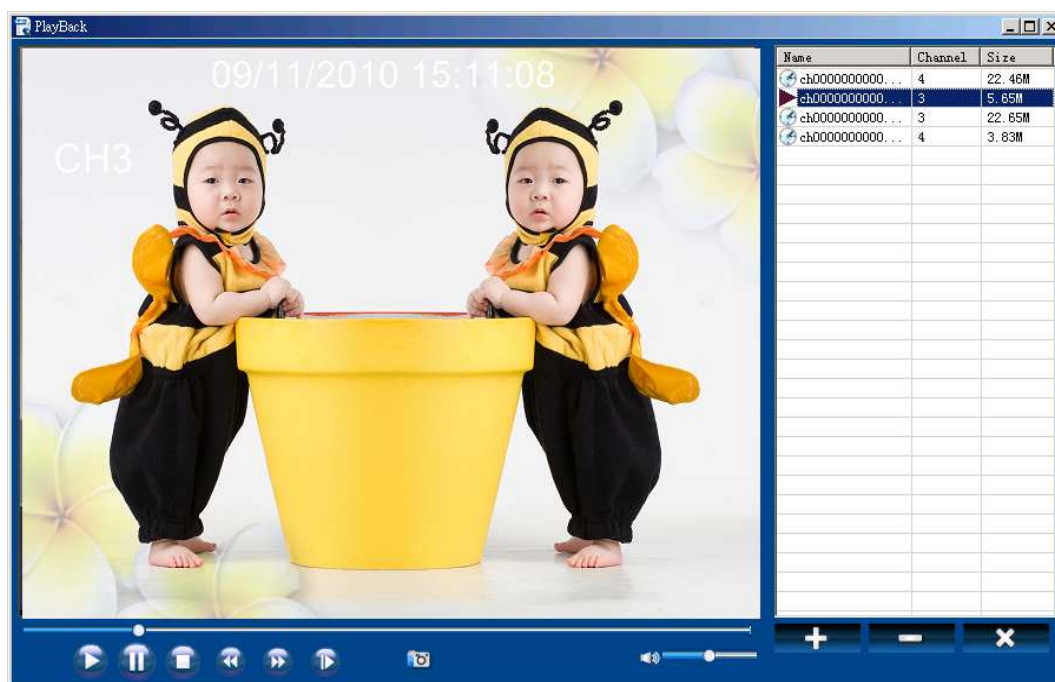 PlayBack
09/11/2010 15:11:08
CH3
Name Channel Size
ch0000000000... 4 22.46M
ch0000000000... 3 5.65M
ch0000000000... 3 22.65M
ch0000000000... 4 3.83M